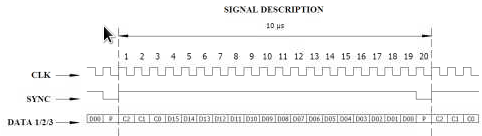 SIGNAL DESCRIPTION
10 µs
1 2 3 4 5 6 7 8 9 10 11 12 13 14 15 16 17 18 19 20
CLK
SYNC
DATA 1/2/3 D00 P C2 C1 C0 D15 D14 D13 D12 D11 D10 D09 D08 D07 D06 D05 D04 D03 D02 D01 D00 P C2 C1 C0